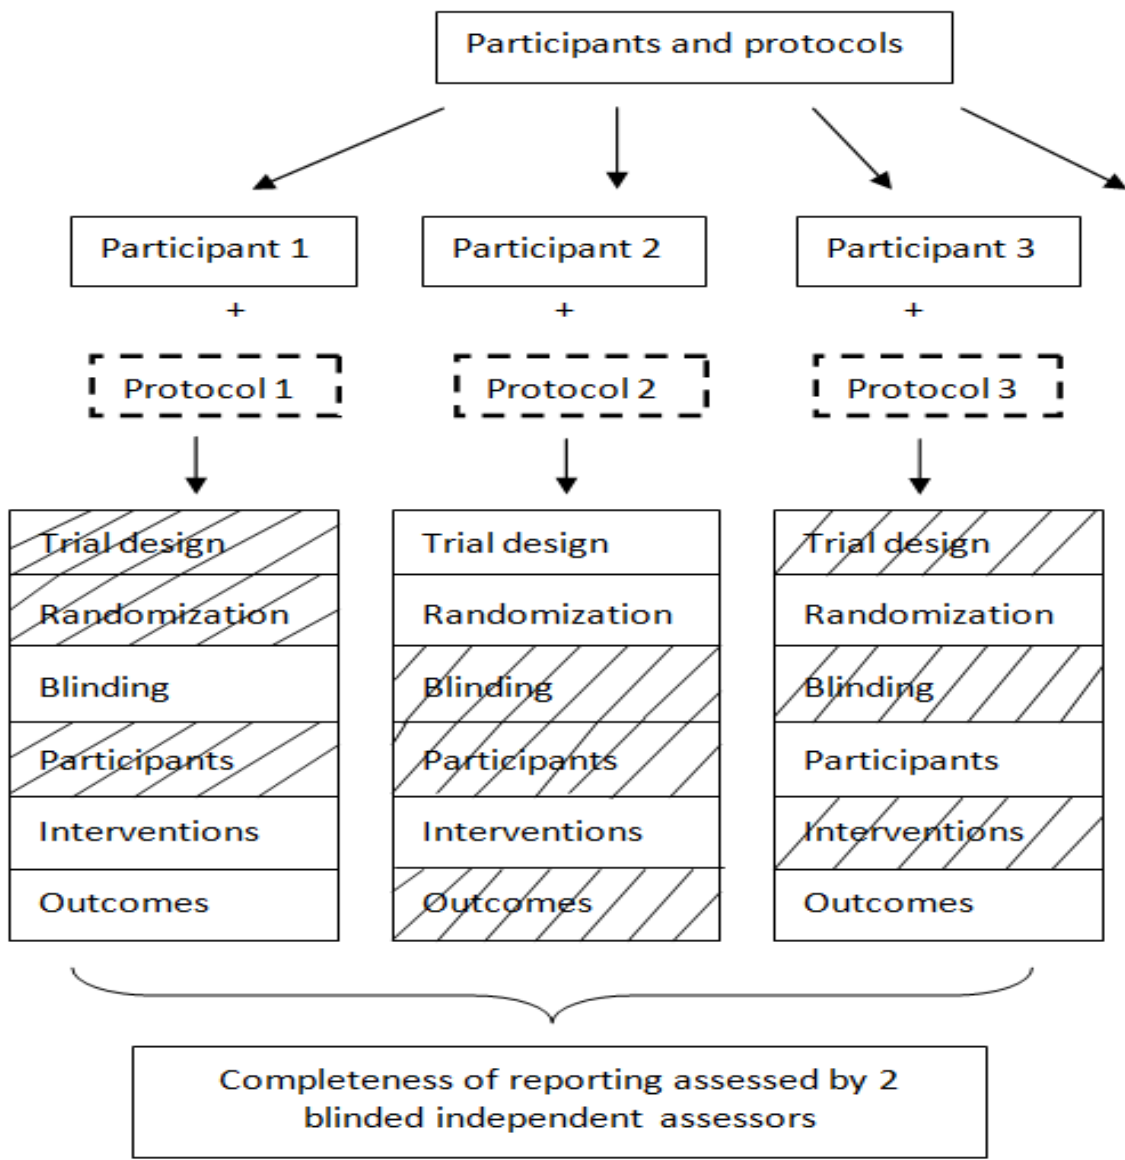 Participants and protocols
Participant 1
Participant 2
Participant 3
+
+
+
Protocol 1
Protocol 2
Protocol 3
Trial design
Randomization
Blinding
Participants
Interventions
Outcomes
Trial design
Randomization
Blinding
Participants
Interventions
Outcomes
Trial design
Randomization
Blinding
Participants
Interventions
Outcomes
Completeness of reporting assessed by 2
blinded independent assessors